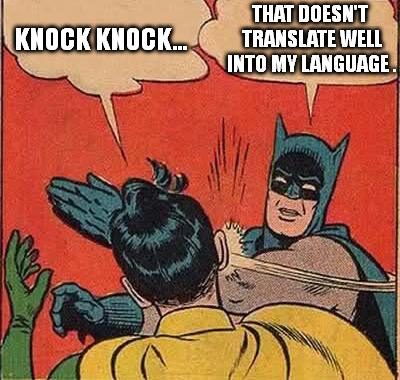 KNOCK KNOCK...
THAT DOESN'T
TRANSLATE WELL
INTO MY LANGUAGE .